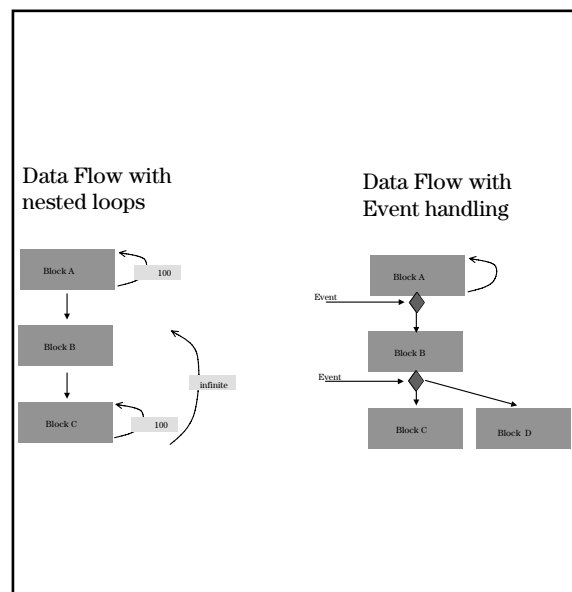 Data Flow with
nested loops
Block A
100
Block B
infinite
Block C
100
Data Flow with
Event handling
Block A
Event
Block B
Event
Block C
Block D